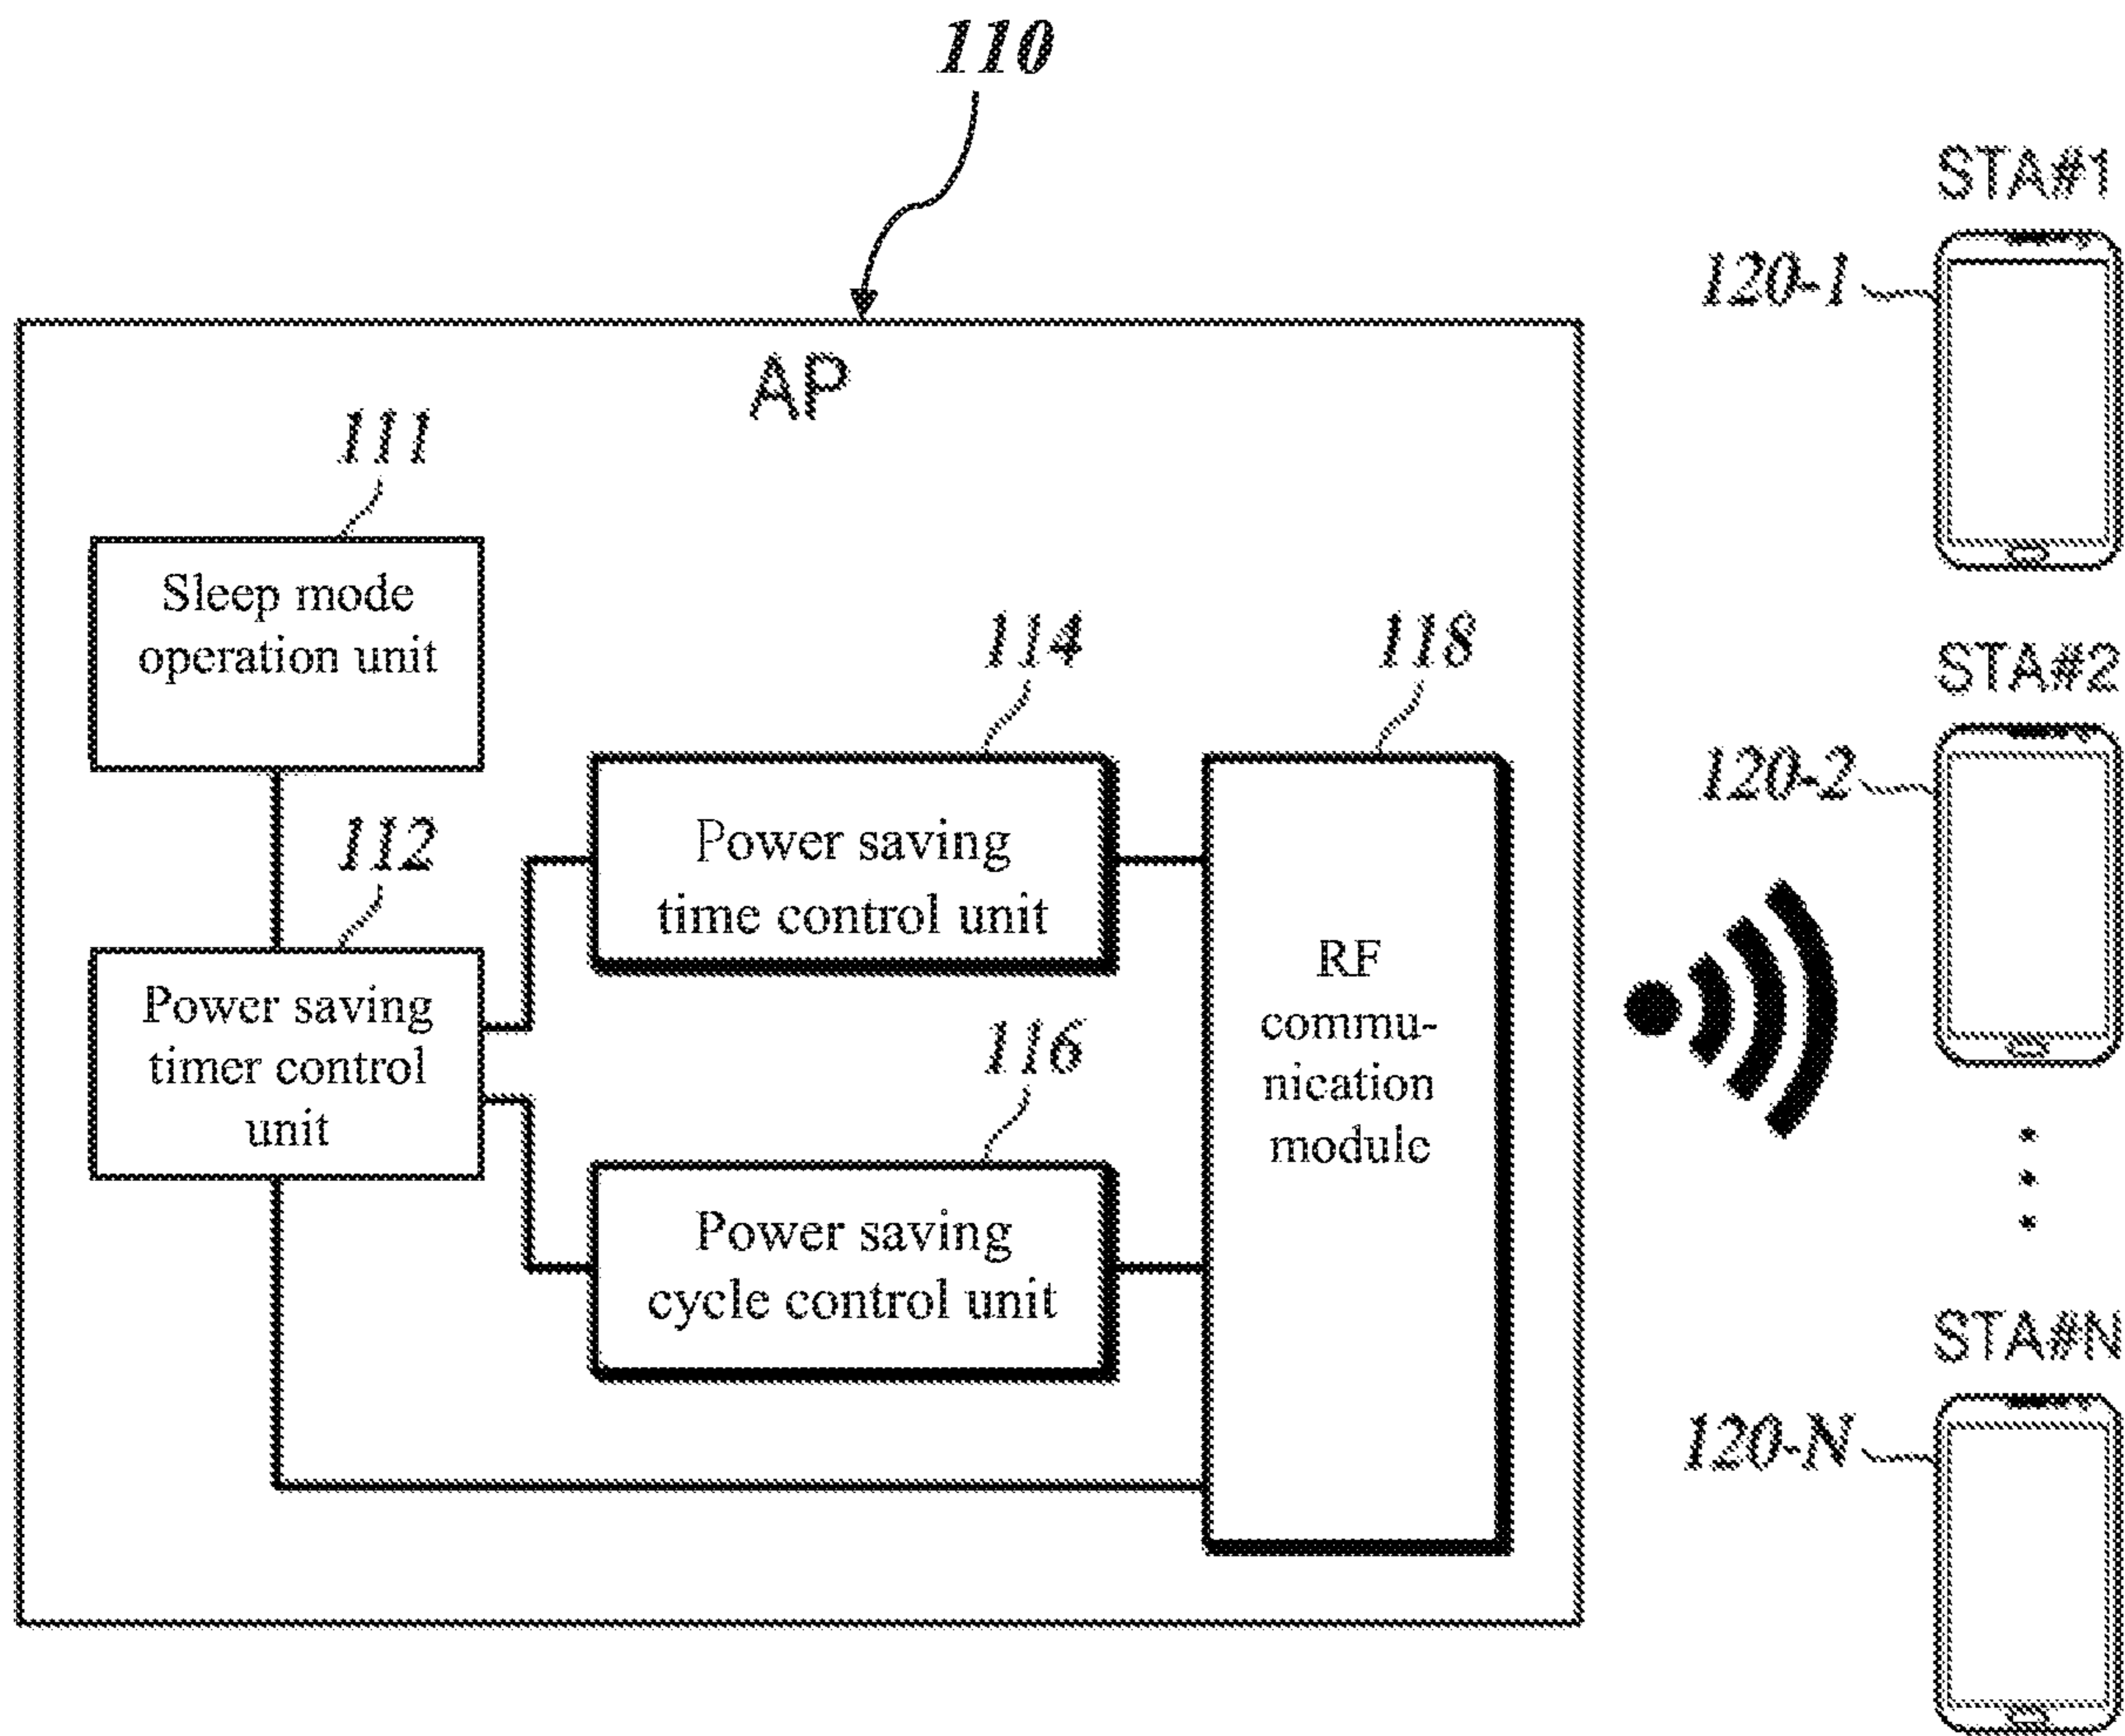 110
AP
111
Sleep mode
operation unit
112
Power saving
timer control
unit
114
Power saving
time control unit
116
Power saving
cycle control unit
118
RF
commu-
nication
module
STA#1
120-1
STA#2
120-2
STA#N
120-N